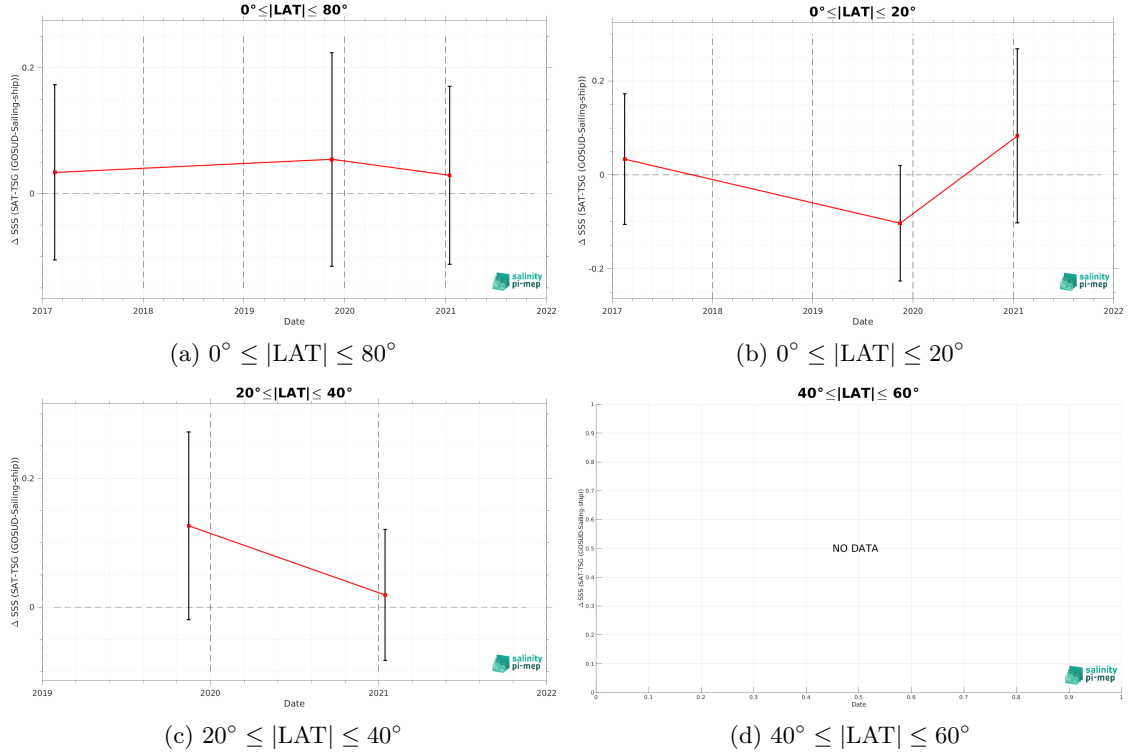 0°≤|LAT|≤ 80°
Δ SSS (SAT-TSG (GOSUD-Sailing-ship))
0.2
0
2017 2018 2019 2020 2021 2022
Date
salinity
pi-mep
(a) 0° ≤ |LAT| ≤ 80°
0°≤|LAT|≤ 20°
Δ SSS (SAT-TSG (GOSUD-Sailing-ship))
0.2
0
-0.2
2017 2018 2019 2020 2021 2022
Date
salinity
pi-mep
(b) 0° ≤ |LAT| ≤ 20°
20°≤|LAT|≤ 40°
Δ SSS (SAT-TSG (GOSUD-Sailing-ship))
0.2
0
2019 2020 2021 2022
Date
salinity
pi-mep
(c) 20° ≤ |LAT| ≤ 40°
40°≤|LAT|≤ 60°
Δ SSS (SAT-TSG (GOSUD-Sailing-ship))
1
0.9
0.8
0.7
0.6
0.5
0.4
0.3
0.2
0.1
0
NO DATA
0 0.1 0.2 0.3 0.4 0.5 0.6 0.7 0.8 0.9 1
Date
salinity
pi-mep
(d) 40° ≤ |LAT| ≤ 60°